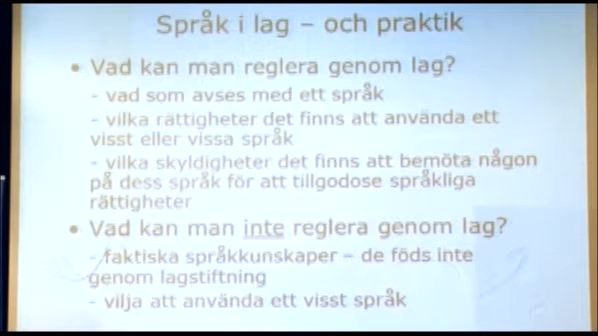 Språk i lag – och praktik
• Vad kan man reglera genom lag?
- vad som avses med ett språk
- vilka rättigheter det finns att använda ett
visst eller vissa språk
- vilka skyldigheter det finns att bemöta någon
på dess språk för att tillgodose språkliga
rättigheter
• Vad kan man inte reglera genom lag?
- faktiska språkkunskaper – de föds inte
genom lagstiftning
- vilja att använda ett visst språk